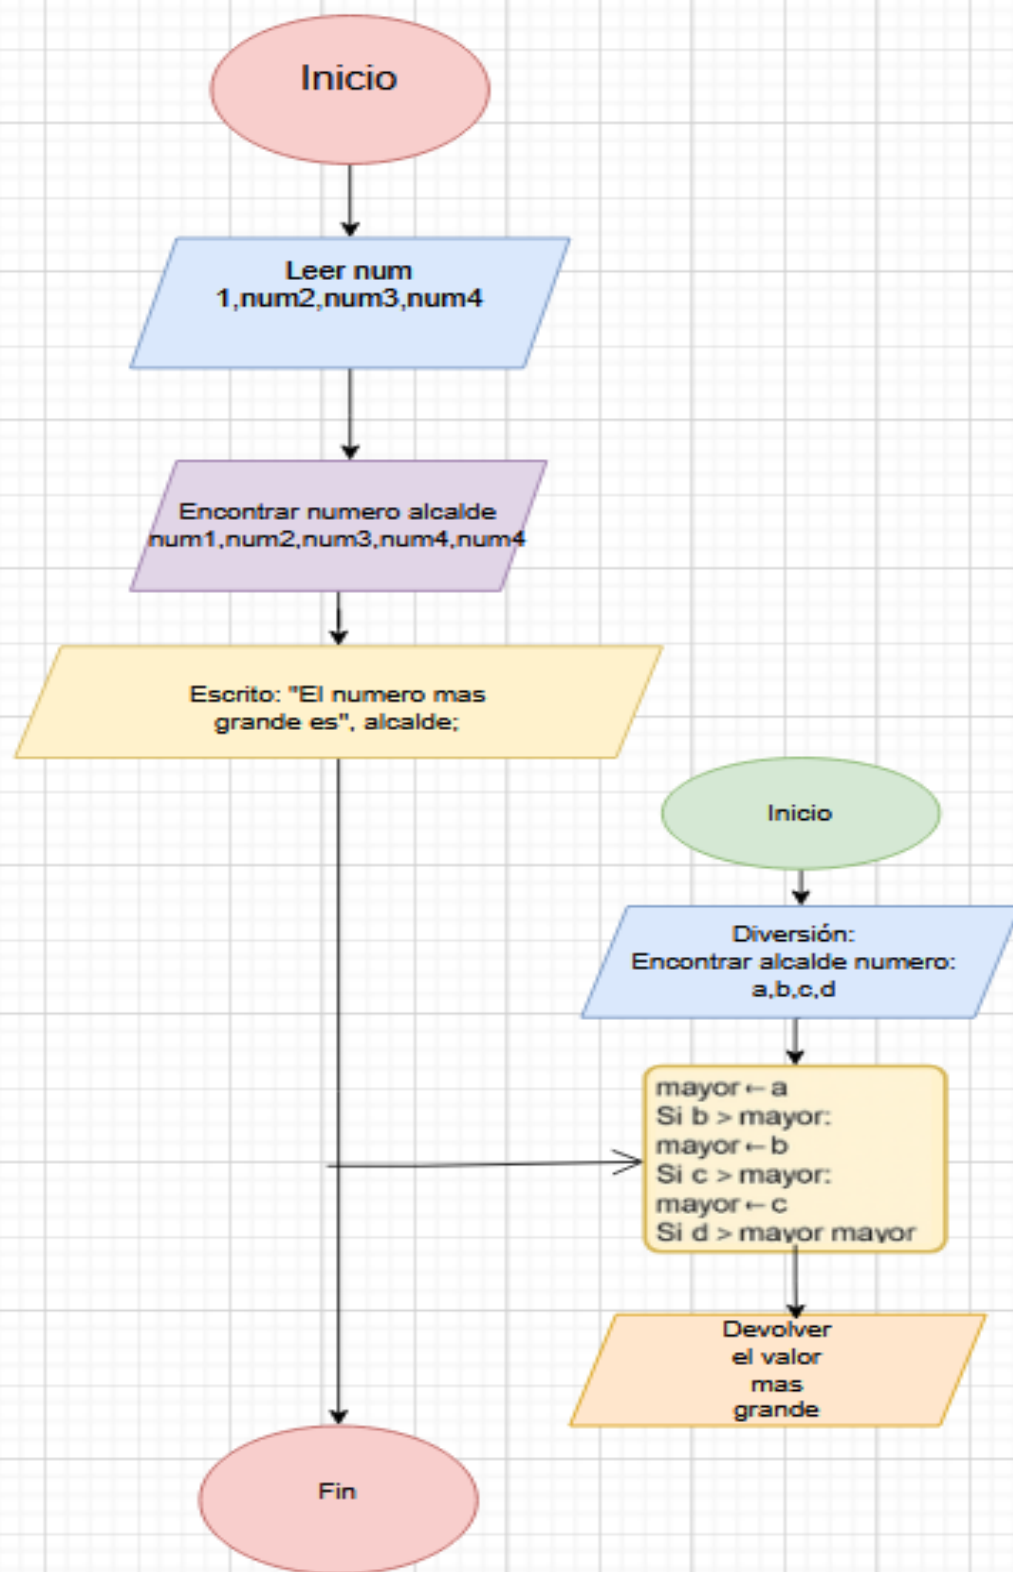 Inicio
Leer num
1,num2,num3,num4
Encontrar numero alcalde
num1,num2,num3,num4,num4
Escrito: "El numero mas
grande es", alcalde;
Inicio
Diversión:
Encontrar alcalde numero:
a,b,c,d
mayor ← a
Si b > mayor:
mayor ← b
Si c > mayor:
mayor ← c
Si d > mayor mayor
Devolver
el valor
mas
grande
Fin